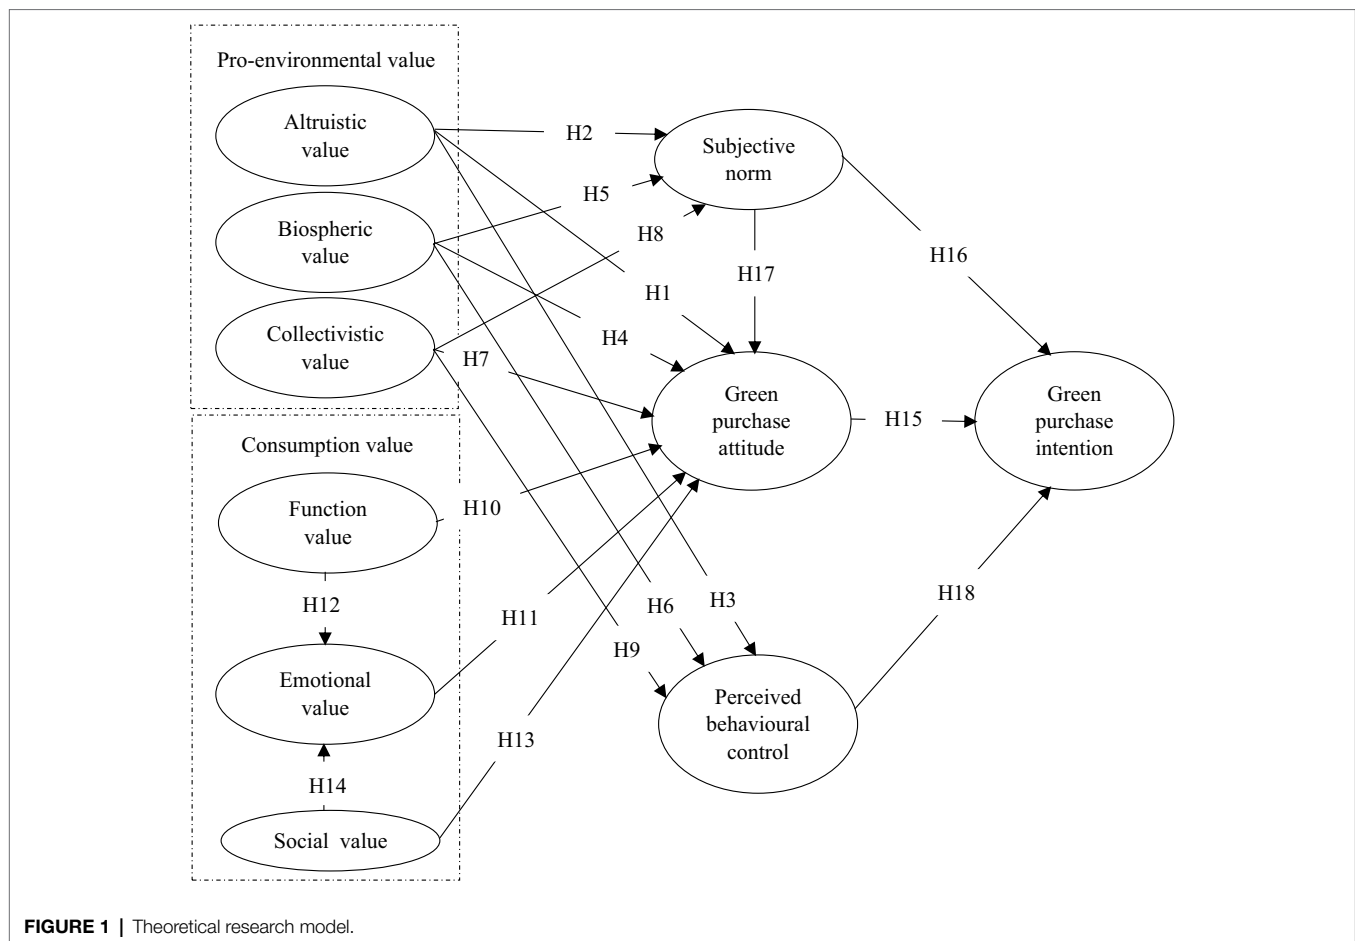 Pro-environmental value
Altruistic
value
Biospheric
value
Collectivistic
value
Consumption value
Function
value
H12
Emotional
value
H14
Social value
H2
H5
H8
H1
H4
H7
H10
H11
H13
H6
H3
H9
Subjective
norm
H17
Green
purchase
attitude
Perceived
behavioural
control
H16
H15
H18
Green
purchase
intention
FIGURE 1 | Theoretical research model.